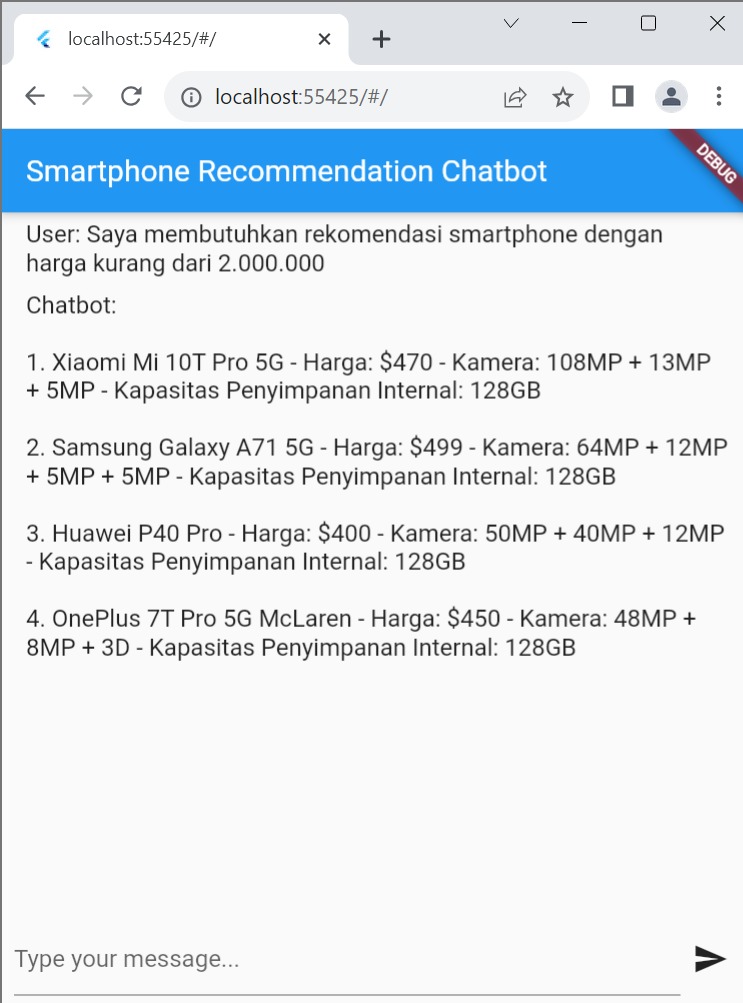 localhost:55425/#/
localhost:55425/#/
Smartphone Recommendation Chatbot
DEBUG
User: Saya membutuhkan rekomendasi smartphone dengan
harga kurang dari 2.000.000
Chatbot:
1. Xiaomi Mi 10T Pro 5G - Harga: $470 - Kamera: 108MP + 13MP
+ 5MP - Kapasitas Penyimpanan Internal: 128GB
2. Samsung Galaxy A71 5G - Harga: $499 - Kamera: 64MP + 12MP
+ 5MP + 5MP - Kapasitas Penyimpanan Internal: 128GB
3. Huawei P40 Pro - Harga: $400 - Kamera: 50MP + 40MP + 12MP
- Kapasitas Penyimpanan Internal: 128GB
4. OnePlus 7T Pro 5G McLaren - Harga: $450 - Kamera: 48MP +
8MP + 3D - Kapasitas Penyimpanan Internal: 128GB
Type your message...